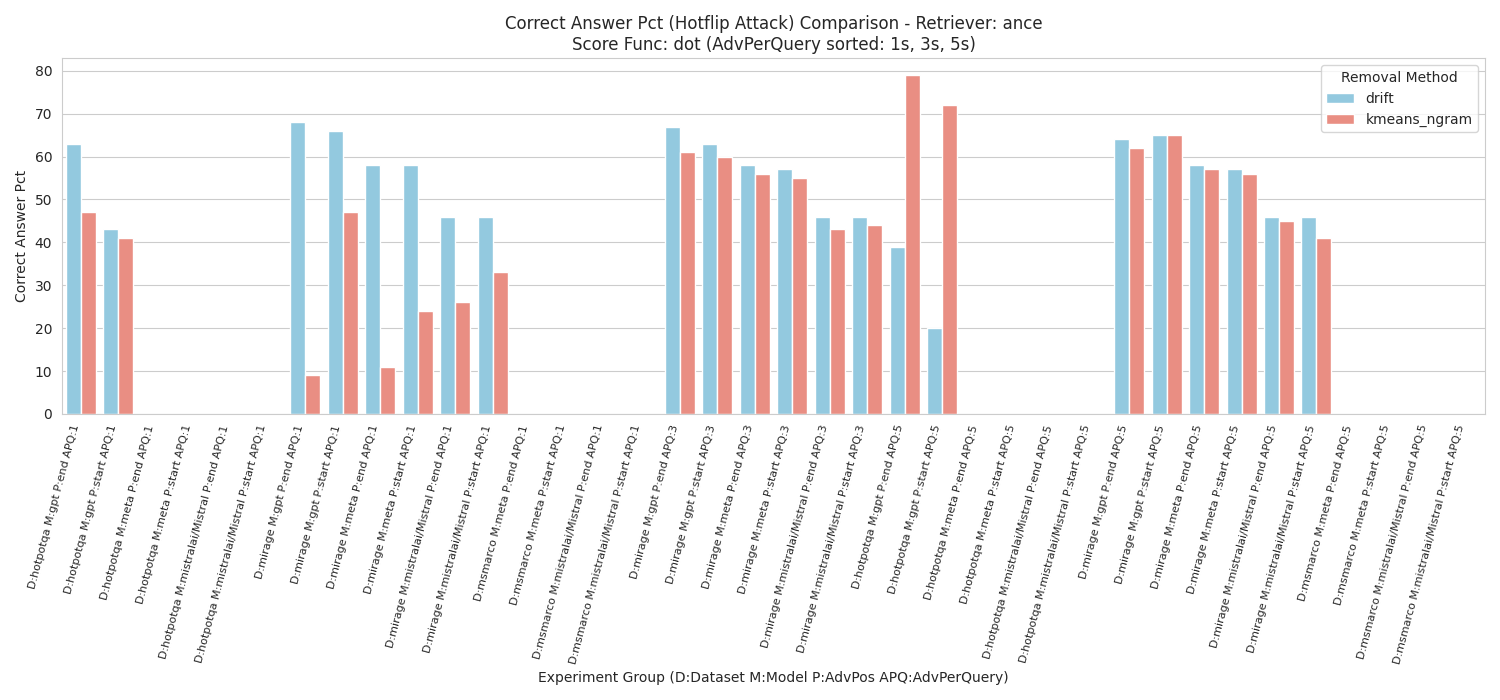 Correct Answer Pct (Hotflip Attack) Comparison - Retriever: ance
Score Func: dot (AdvPerQuery sorted: 1s, 3s, 5s)
Removal Method
drift
kmeans_ngram
Correct Answer Pct
80
70
60
50
40
30
20
10
0
D:hotpotqa M:gpt P:end APQ:1
D:hotpotqa M:gpt P:start APQ:1
D:hotpotqa M:meta P:end APQ:1
D:hotpotqa M:meta P:start APQ:1
D:hotpotqa M:mistralai/Mistral P:end APQ:1
D:hotpotqa M:mistralai/Mistral P:start APQ:1
D:mirage M:gpt P:end APQ:1
D:mirage M:gpt P:start APQ:1
D:mirage M:meta P:end APQ:1
D:mirage M:meta P:start APQ:1
D:mirage M:mistralai/Mistral P:end APQ:1
D:mirage M:mistralai/Mistral P:start APQ:1
D:msmarco M:meta P:end APQ:1
D:msmarco M:meta P:start APQ:1
D:msmarco M:mistralai/Mistral P:end APQ:1
D:msmarco M:mistralai/Mistral P:start APQ:1
D:mirage M:gpt P:end APQ:3
D:mirage M:gpt P:start APQ:3
D:mirage M:meta P:end APQ:3
D:mirage M:meta P:start APQ:3
D:mirage M:mistralai/Mistral P:end APQ:3
D:mirage M:mistralai/Mistral P:start APQ:3
D:hotpotqa M:gpt P:end APQ:5
D:hotpotqa M:gpt P:start APQ:5
D:hotpotqa M:meta P:end APQ:5
D:hotpotqa M:meta P:start APQ:5
D:hotpotqa M:mistralai/Mistral P:end APQ:5
D:hotpotqa M:mistralai/Mistral P:start APQ:5
D:mirage M:gpt P:end APQ:5
D:mirage M:gpt P:start APQ:5
D:mirage M:meta P:end APQ:5
D:mirage M:meta P:start APQ:5
D:mirage M:mistralai/Mistral P:end APQ:5
D:mirage M:mistralai/Mistral P:start APQ:5
D:msmarco M:meta P:end APQ:5
D:msmarco M:meta P:start APQ:5
D:msmarco M:mistralai/Mistral P:end APQ:5
D:msmarco M:mistralai/Mistral P:start APQ:5
Experiment Group (D:Dataset M:Model P:AdvPos APQ:AdvPerQuery)